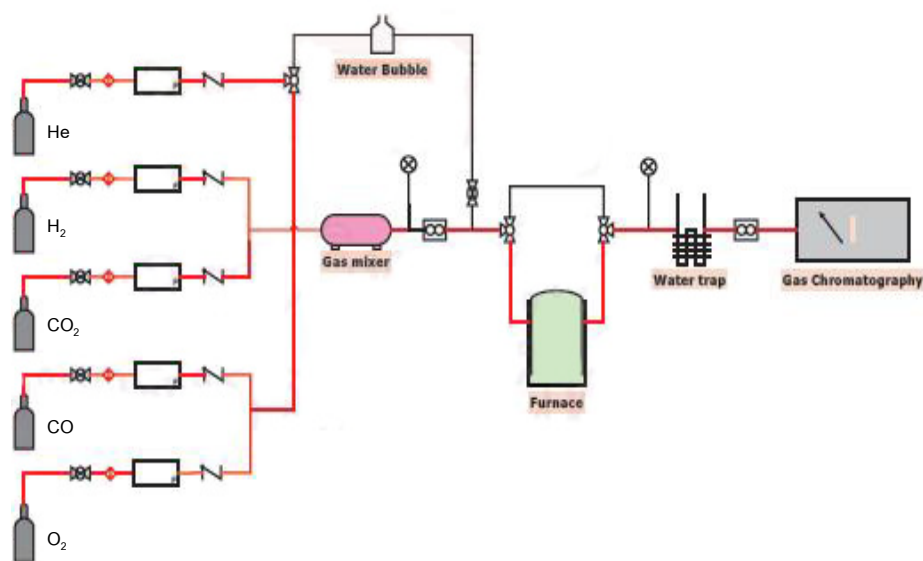 Water Bubble
He
H₂
Gas mixer
CO₂
Water trap
Gas Chromatography
CO
Furnace
O₂